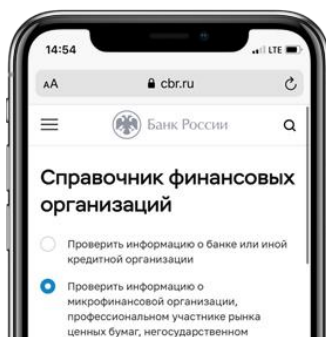 14:54
LTE
AA
cbr.ru
Банк России
Справочник финансовых
организаций
Проверить информацию о банке или иной
кредитной организации
Проверить информацию о
микрофинансовой организации,
профессиональном участнике рынка
ценных бумаг, негосударственном